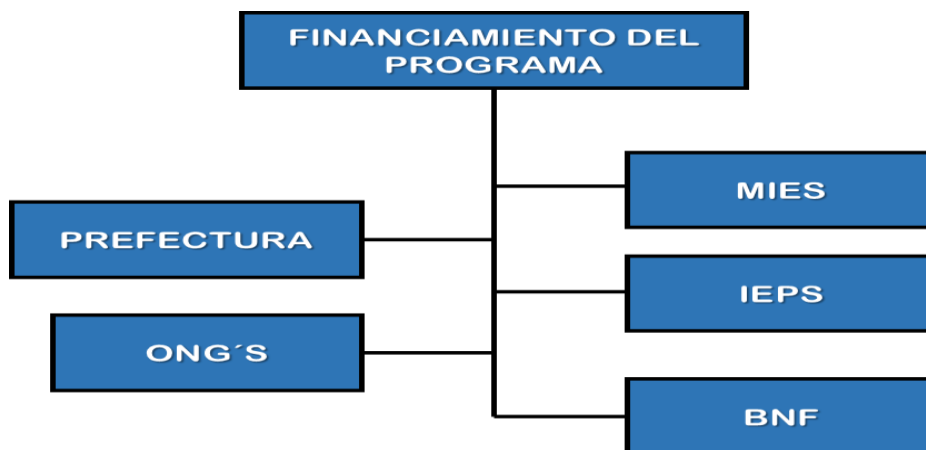 FINANCIAMIENTO DEL
PROGRAMA
MIES
PREFECTURA
IEPS
ONG´S
BNF